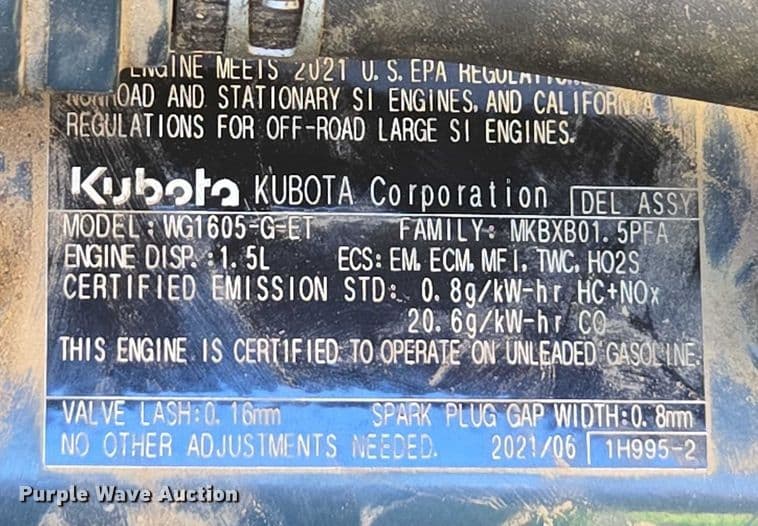 ENGINE MEETS 2021 U.S. EPA
NONROAD AND STATIONARY SI ENGINES, AND CALIFORNIA
REGULATIONS FOR OFF-ROAD LARGE SI ENGINES.
Kubota KUBOTA Corporation DEL ASSY
MODEL: WG1605-G-ET FAMILY: MKBXB01.5PFA
ENGINE DISP.:1.5L ECS: EM, ECM, MFI, TWC, HO2S
CERTIFIED EMISSION STD: 0.8g/kW-hr HC+NOx
20.6g/kW-hr CO
THIS ENGINE IS CERTIFIED TO OPERATE ON UNLEADED GASOLINE.
VALVE LASH:0.16mm SPARK PLUG GAP WIDTH:0.8mm
NO OTHER ADJUSTMENTS NEEDED. 2021/06 1H995-2
Purple Wave Auction